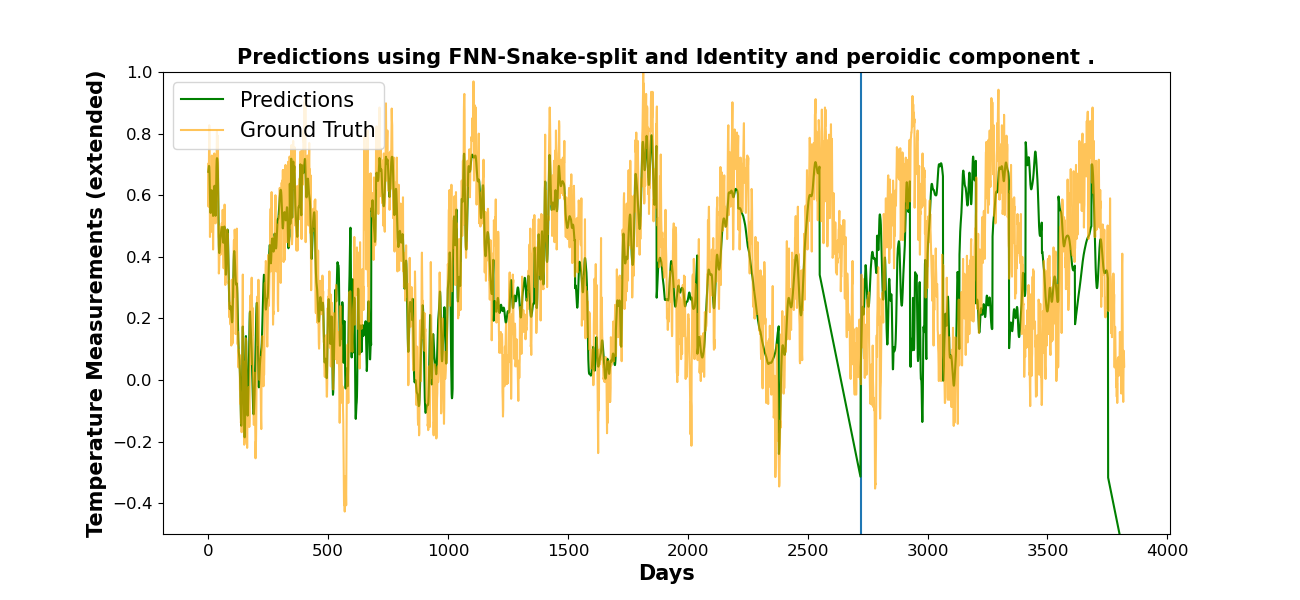 Predictions using FNN-Snake-split and Identity and peroidic component .
Temperature Measurements (extended)
1.0
0.8
0.6
0.4
0.2
0.0
−0.2
−0.4
Predictions
Ground Truth
0 500 1000 1500 2000 2500 3000 3500 4000
Days